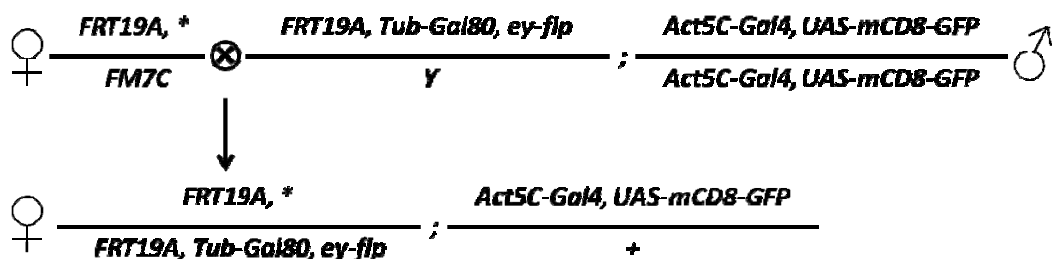 ♀ FRT19A, * / FM7C ⊗ FRT19A, Tub-Gal80, ey-flp / Y ; Act5C-Gal4, UAS-mCD8-GFP / Act5C-Gal4, UAS-mCD8-GFP ♂
♀ FRT19A, * / FRT19A, Tub-Gal80, ey-flp ; Act5C-Gal4, UAS-mCD8-GFP / +